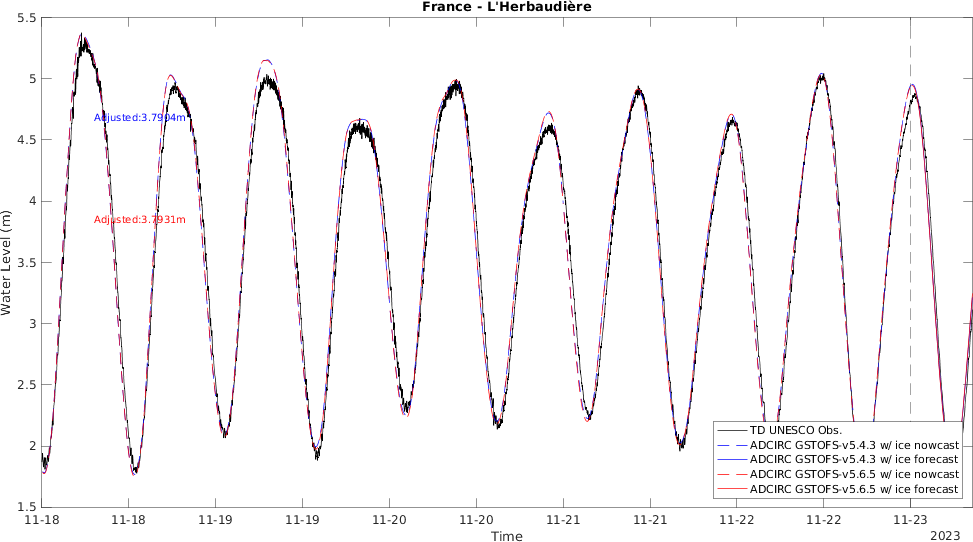 France - L'Herbaudière
5.5
5
4.5
4
3.5
3
2.5
2
1.5
Water Level (m)
Adjusted:3.7904m
Adjusted:3.7931m
TD UNESCO Obs.
ADCIRC GSTOFS-v5.4.3 w/ ice nowcast
ADCIRC GSTOFS-v5.4.3 w/ ice forecast
ADCIRC GSTOFS-v5.6.5 w/ ice nowcast
ADCIRC GSTOFS-v5.6.5 w/ ice forecast
11-18 11-18 11-19 11-19 11-20 11-20 11-21 11-21 11-22 11-22 11-23
Time
2023